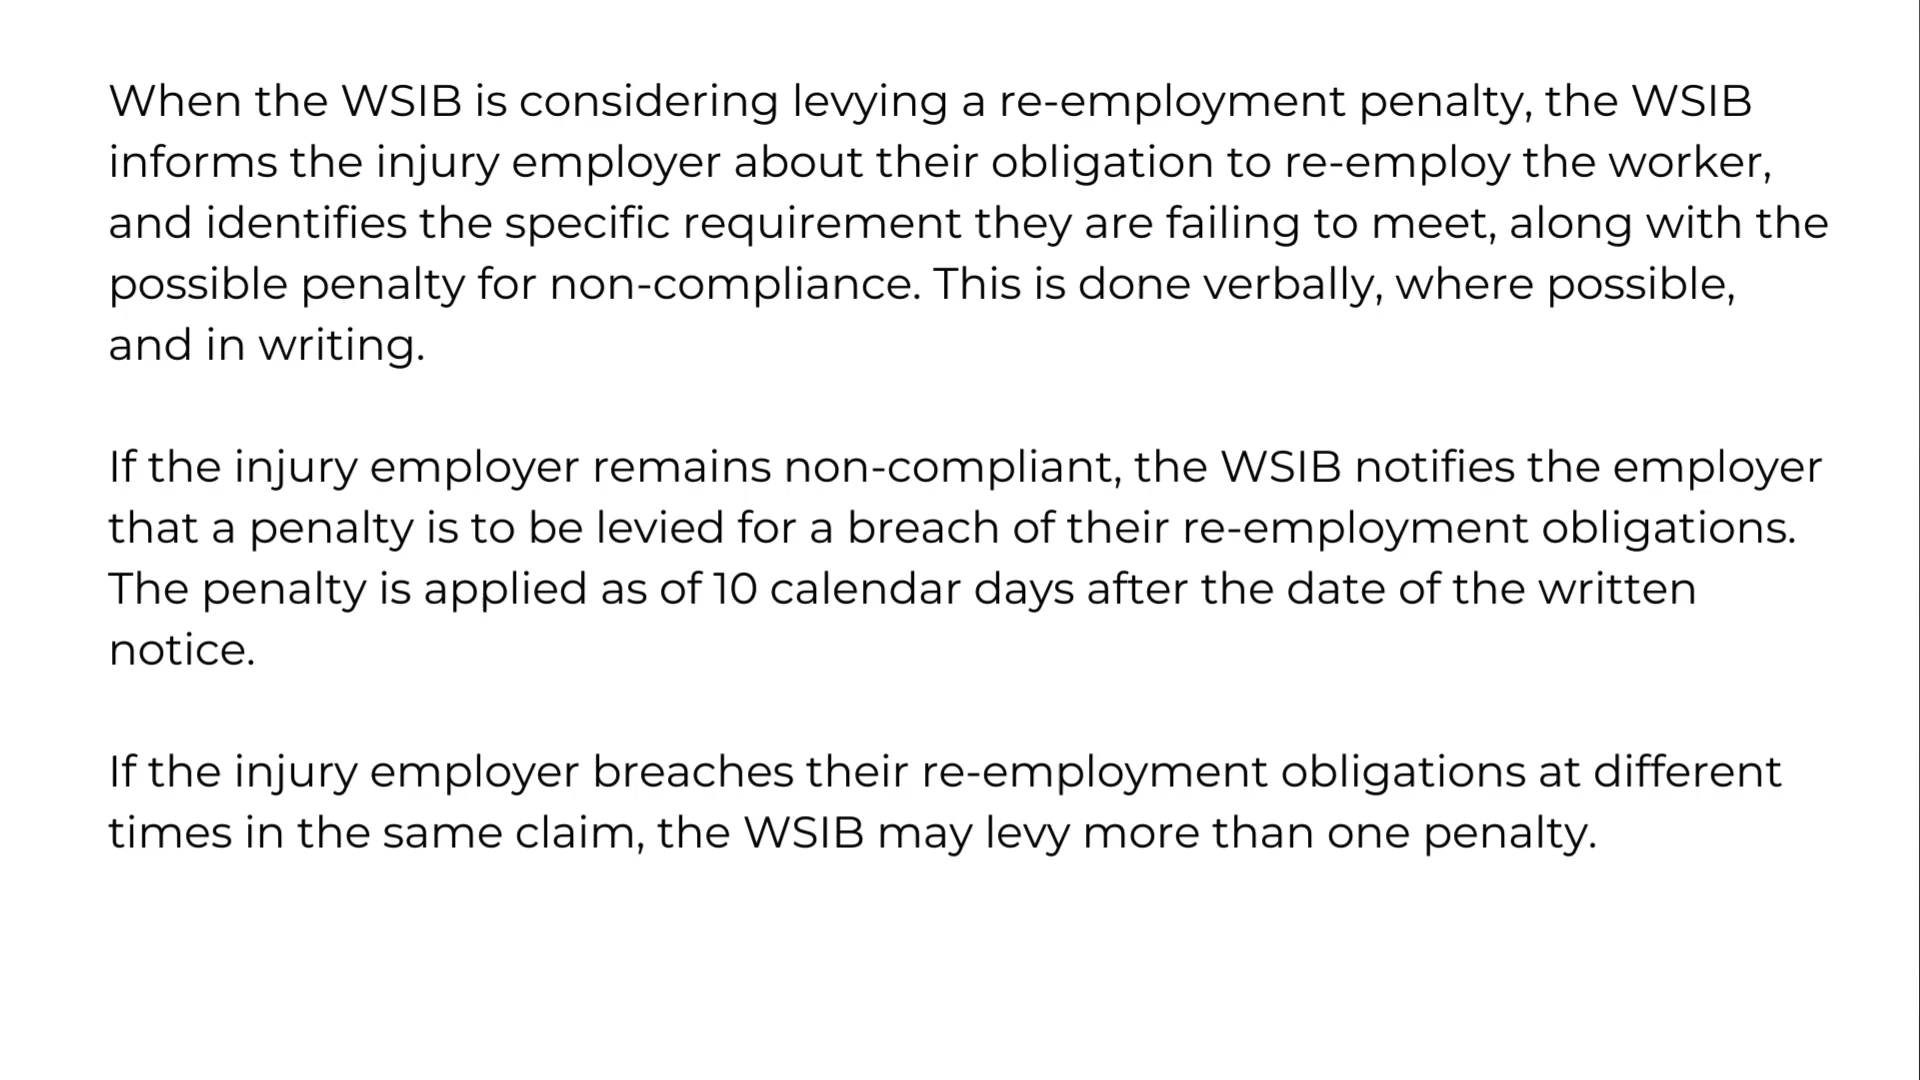 When the WSIB is considering levying a re-employment penalty, the WSIB
informs the injury employer about their obligation to re-employ the worker,
and identifies the specific requirement they are failing to meet, along with the
possible penalty for non-compliance. This is done verbally, where possible,
and in writing.
If the injury employer remains non-compliant, the WSIB notifies the employer
that a penalty is to be levied for a breach of their re-employment obligations.
The penalty is applied as of 10 calendar days after the date of the written
notice.
If the injury employer breaches their re-employment obligations at different
times in the same claim, the WSIB may levy more than one penalty.